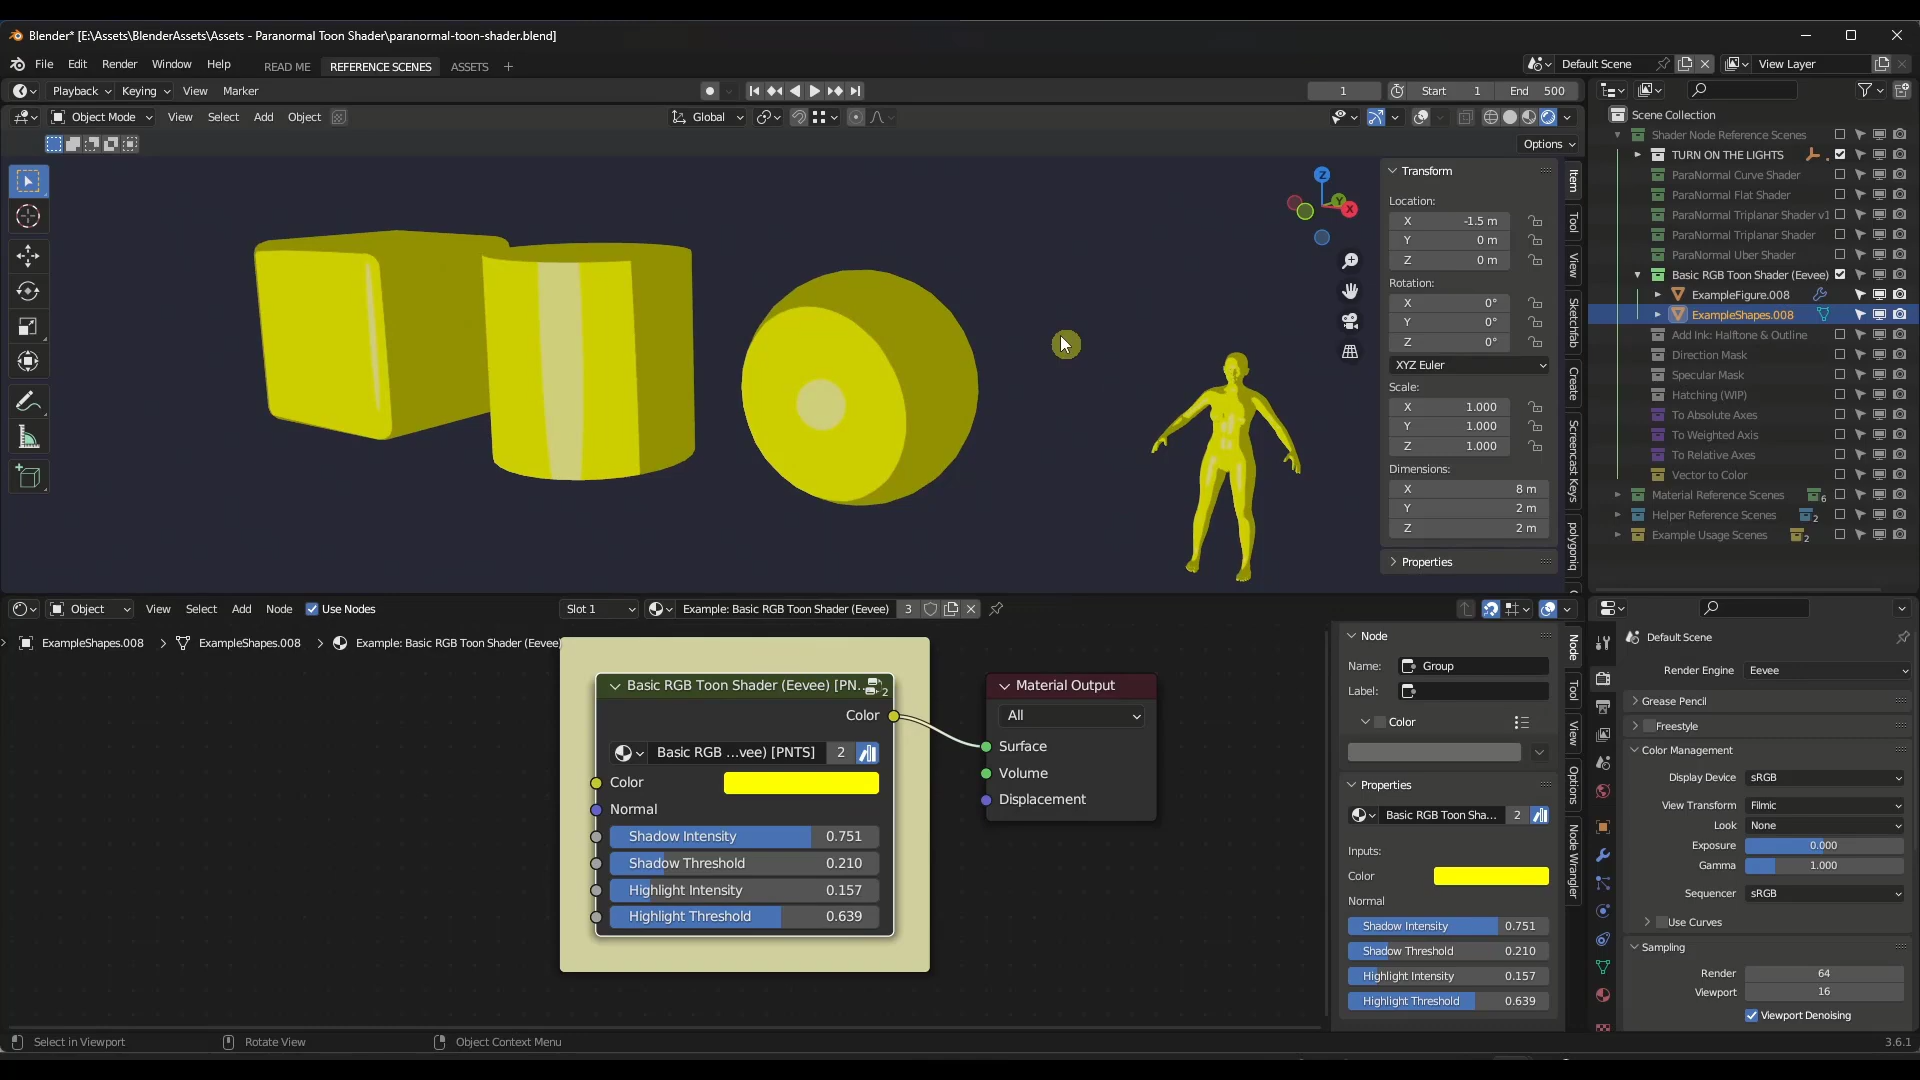 Blender* [E:\Assets\BlenderAssets\Assets - Paranormal Toon Shader\paranormal-toon-shader.blend]
File Edit Render Window Help READ ME REFERENCE SCENES ASSETS + Default Scene View Layer
Playback Keying View Marker 1 Start 1 End 500
Object Mode View Select Add Object Global
Options
Transform
Location:
X -1.5 m
Y 0 m
Z 0 m
Rotation:
X 0°
Y 0°
Z 0°
XYZ Euler
Scale:
X 1.000
Y 1.000
Z 1.000
Dimensions:
X 8 m
Y 2 m
Z 2 m
Properties
Z
Y
X
Item
Tool
View
Sketchfab
Create
Screencast Keys
polygoniq
Scene Collection
Shader Node Reference Scenes
TURN ON THE LIGHTS
ParaNormal Curve Shader
ParaNormal Flat Shader
ParaNormal Triplanar Shader v1
ParaNormal Triplanar Shader
ParaNormal Uber Shader
Basic RGB Toon Shader (Eevee)
ExampleFigure.008
ExampleShapes.008
Add Ink: Halftone & Outline
Direction Mask
Specular Mask
Hatching (WIP)
To Absolute Axes
To Weighted Axis
To Relative Axes
Vector to Color
Material Reference Scenes 6
Helper Reference Scenes 2
Example Usage Scenes 2
Object View Select Add Node Use Nodes Slot 1 Example: Basic RGB Toon Shader (Eevee) 3
ExampleShapes.008 ExampleShapes.008 Example: Basic RGB Toon Shader (Eevee)
Basic RGB Toon Shader (Eevee) [PN... 2
Color
Basic RGB ...vee) [PNTS] 2
Color
Normal
Shadow Intensity 0.751
Shadow Threshold 0.210
Highlight Intensity 0.157
Highlight Threshold 0.639
Material Output
All
Surface
Volume
Displacement
Node
Name: Group
Label:
Color
Properties
Basic RGB Toon Sha... 2
Inputs:
Color
Normal
Shadow Intensity 0.751
Shadow Threshold 0.210
Highlight Intensity 0.157
Highlight Threshold 0.639
Node
Tool
View
Options
Node Wrangler
Default Scene
Render Engine Eevee
Grease Pencil
Freestyle
Color Management
Display Device sRGB
View Transform Filmic
Look None
Exposure 0.000
Gamma 1.000
Sequencer sRGB
Use Curves
Sampling
Render 64
Viewport 16
Viewport Denoising
Select in Viewport Rotate View Object Context Menu 3.6.1